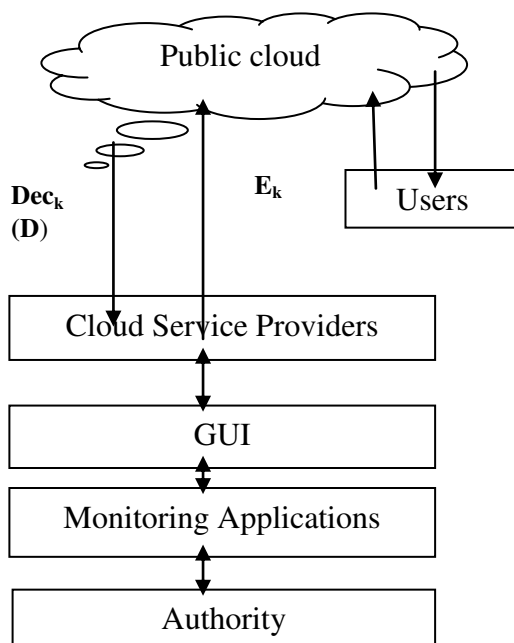 Public cloud
Dec_k
(D)
E_k
Users
Cloud Service Providers
GUI
Monitoring Applications
Authority